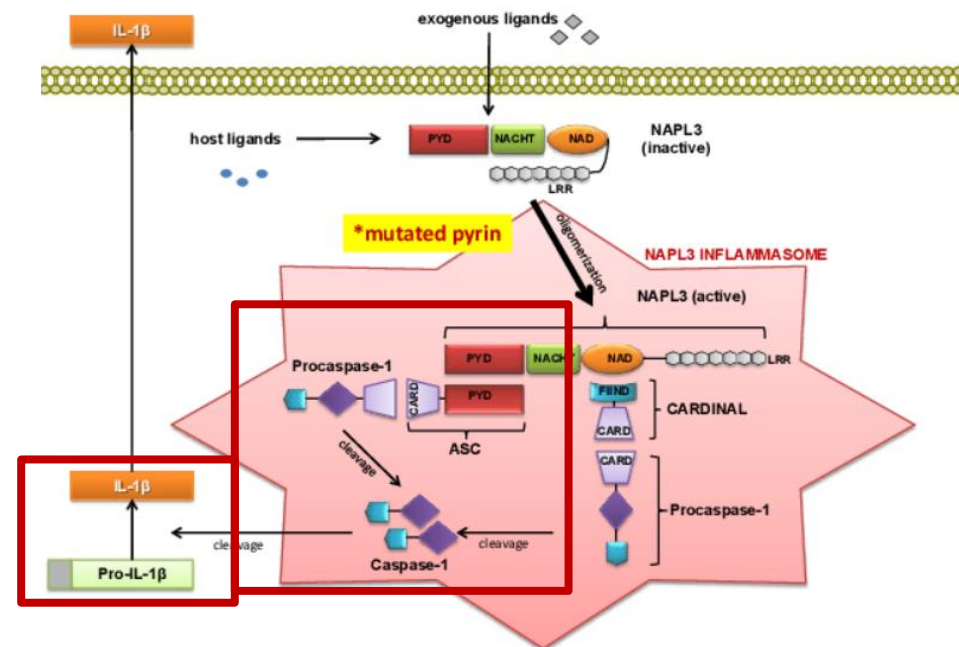 IL-1β
exogenous ligands
host ligands
PYD
NACHT
NAD
NAPL3
(inactive)
LRR
*mutated pyrin
oligomerization
NAPL3 INFLAMMASOME
NAPL3 (active)
PYD
NACHT
NAD
LRR
Procaspase-1
CARD
PYD
ASC
FIIND
CARD
CARDINAL
cleavage
CARD
Procaspase-1
IL-1β
cleavage
cleavage
Caspase-1
Pro-IL-1β